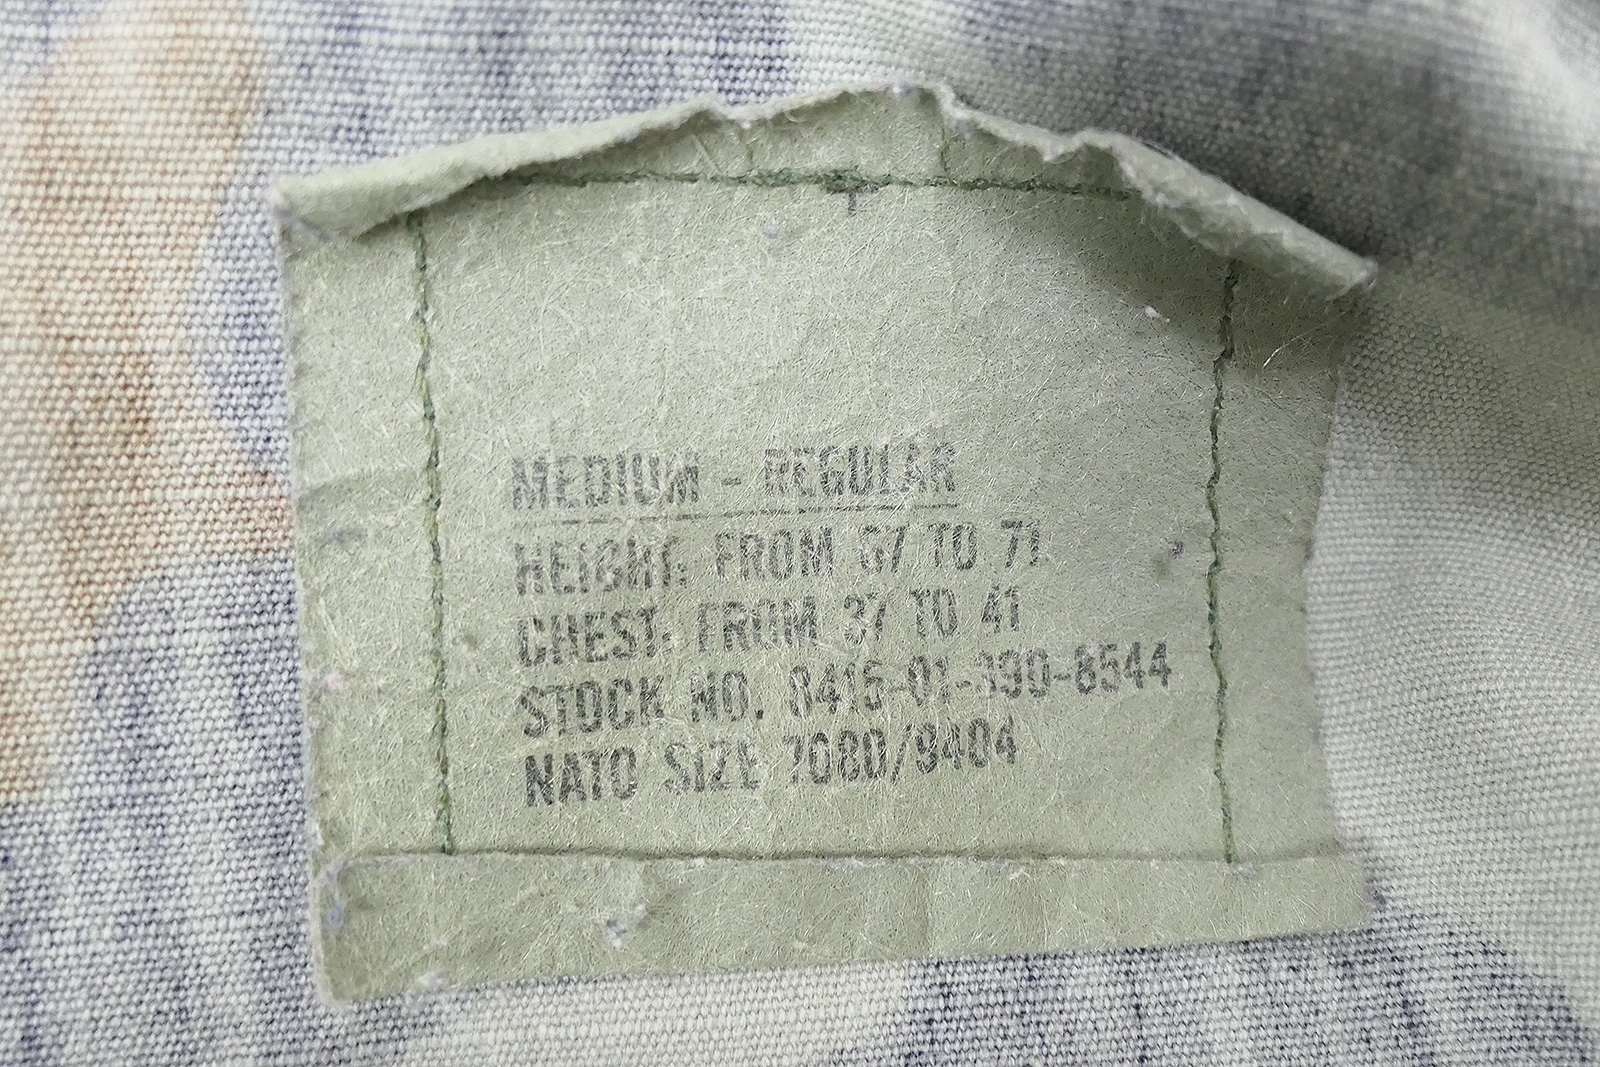 MEDIUM - REGULAR
HEIGHT: FROM 67 TO 71
CHEST: FROM 37 TO 41
STOCK NO. 8415-01-390-8544
NATO SIZE 7080/9404